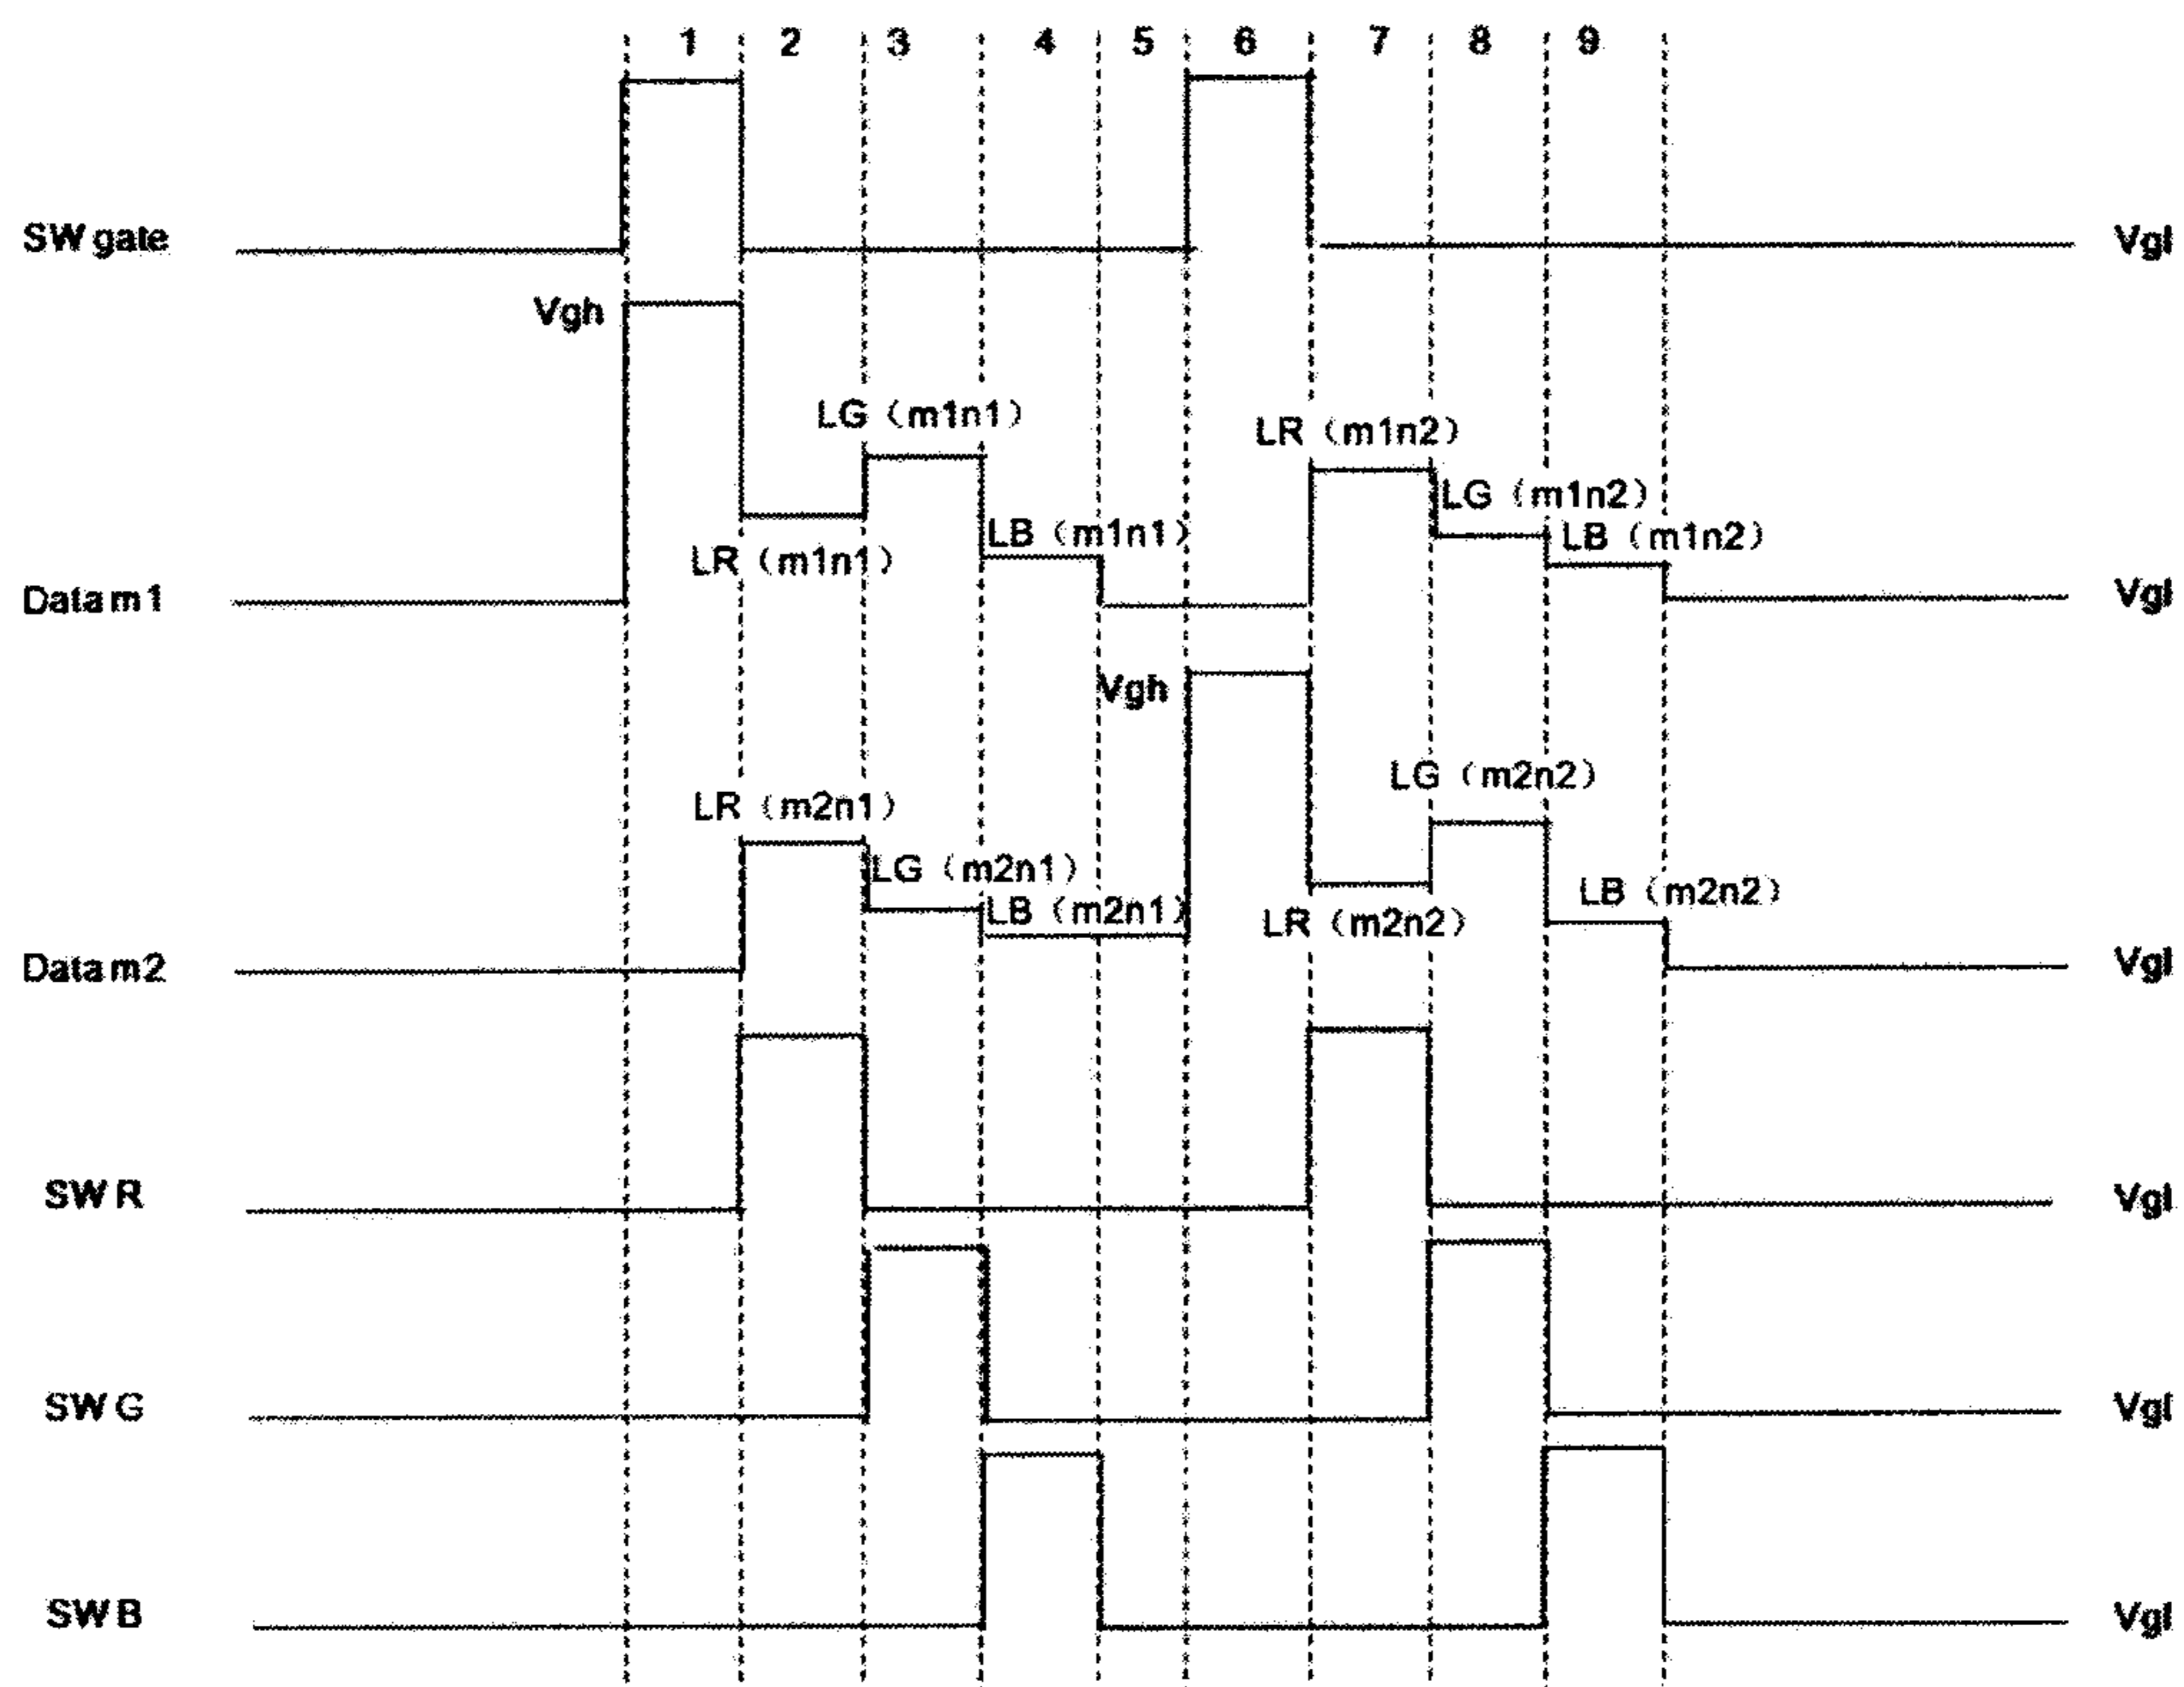 1 2 3 4 5 6 7 8 9
SW gate Vgl
Vgh
LG (m1n1) LR (m1n2)
LG (m1n2)
LR (m1n1) LB (m1n1) LB (m1n2)
Data m1 Vgl
Vgh
LR (m2n1) LG (m2n2)
LG (m2n1) LB (m2n2)
LB (m2n1) LR (m2n2)
Data m2 Vgl
SW R Vgl
SW G Vgl
SW B Vgl